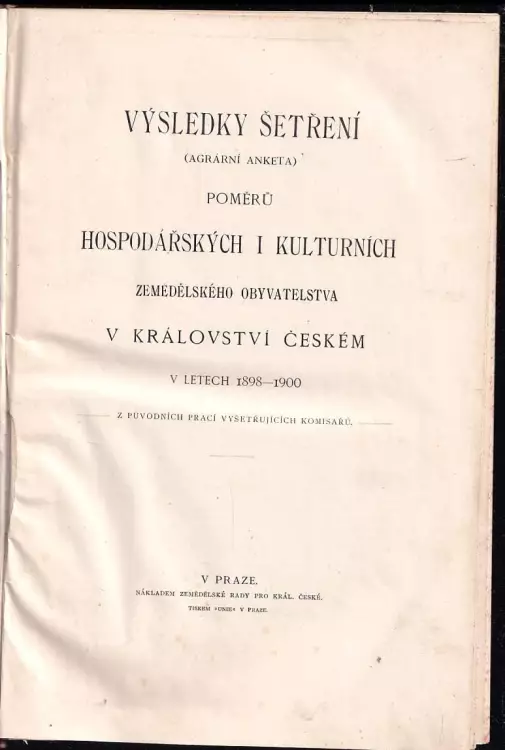 VÝSLEDKY ŠETŘENÍ
(AGRÁRNÍ ANKETA)
POMĚRŮ
HOSPODÁŘSKÝCH I KULTURNÍCH
ZEMĚDĚLSKÉHO OBYVATELSTVA
V KRÁLOVSTVÍ ČESKÉM
V LETECH 1898—1900
Z PŮVODNÍCH PRACÍ VYŠETŘUJÍCÍCH KOMISAŘŮ.
V PRAZE.
NÁKLADEM ZEMĚDĚLSKÉ RADY PRO KRÁL. ČESKÉ.
TISKEM »UNIE« V PRAZE.